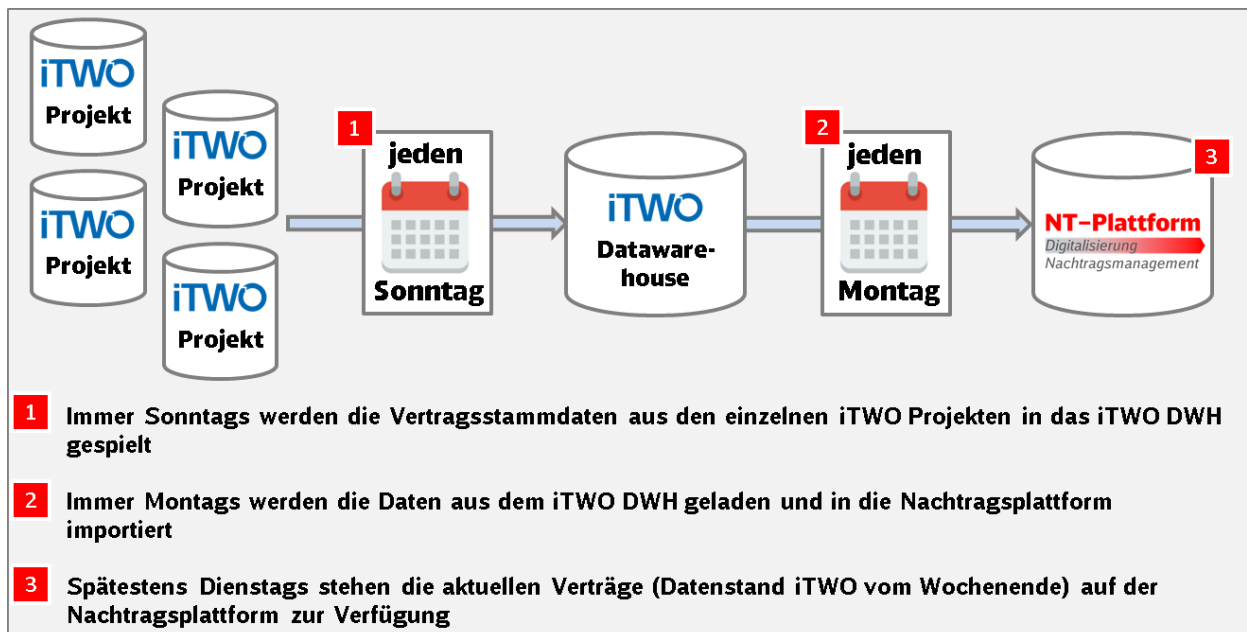 iTWO
Projekt
iTWO
Projekt
iTWO
Projekt
iTWO
Projekt
1
jeden
Sonntag
iTWO
Dataware-
house
2
jeden
Montag
3
NT-Plattform
Digitalisierung
Nachtragsmanagement
1 Immer Sonntags werden die Vertragsstammdaten aus den einzelnen iTWO Projekten in das iTWO DWH
gespielt
2 Immer Montags werden die Daten aus dem iTWO DWH geladen und in die Nachtragsplattform
importiert
3 Spätestens Dienstags stehen die aktuellen Verträge (Datenstand iTWO vom Wochenende) auf der
Nachtragsplattform zur Verfügung